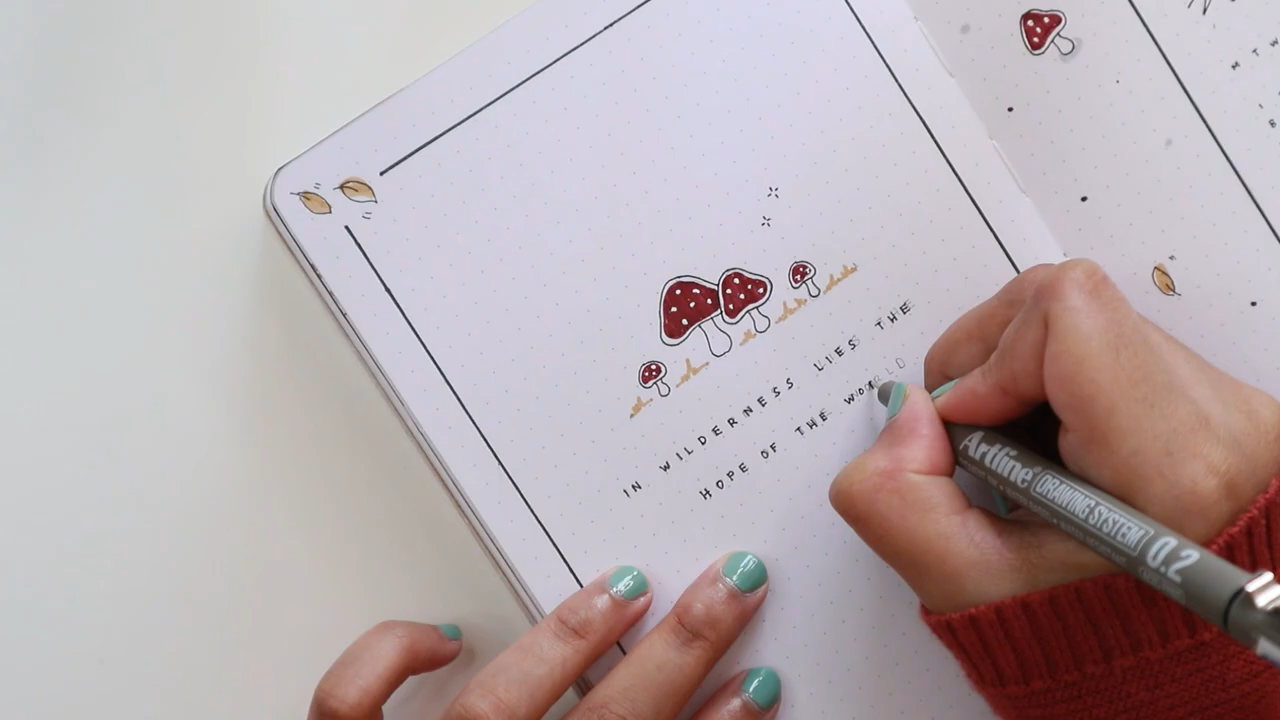 IN WILDERNESS LIES THE
HOPE OF THE WORLD
Artline
DRAWING SYSTEM
0.2
M T W